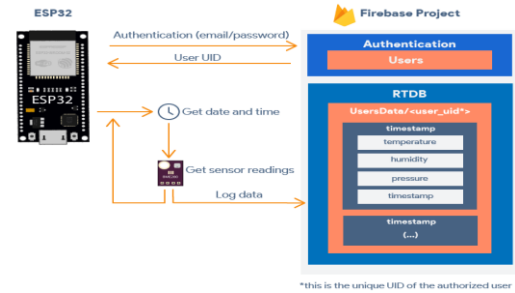 ESP32
Firebase Project
Authentication (email/password)
User UID
Authentication
Users
ESP32
Get date and time
Get sensor readings
Log data
RTDB
UsersData/<user_uid*>
timestamp
temperature
humidity
pressure
timestamp
timestamp
(...)
*this is the unique UID of the authorized user